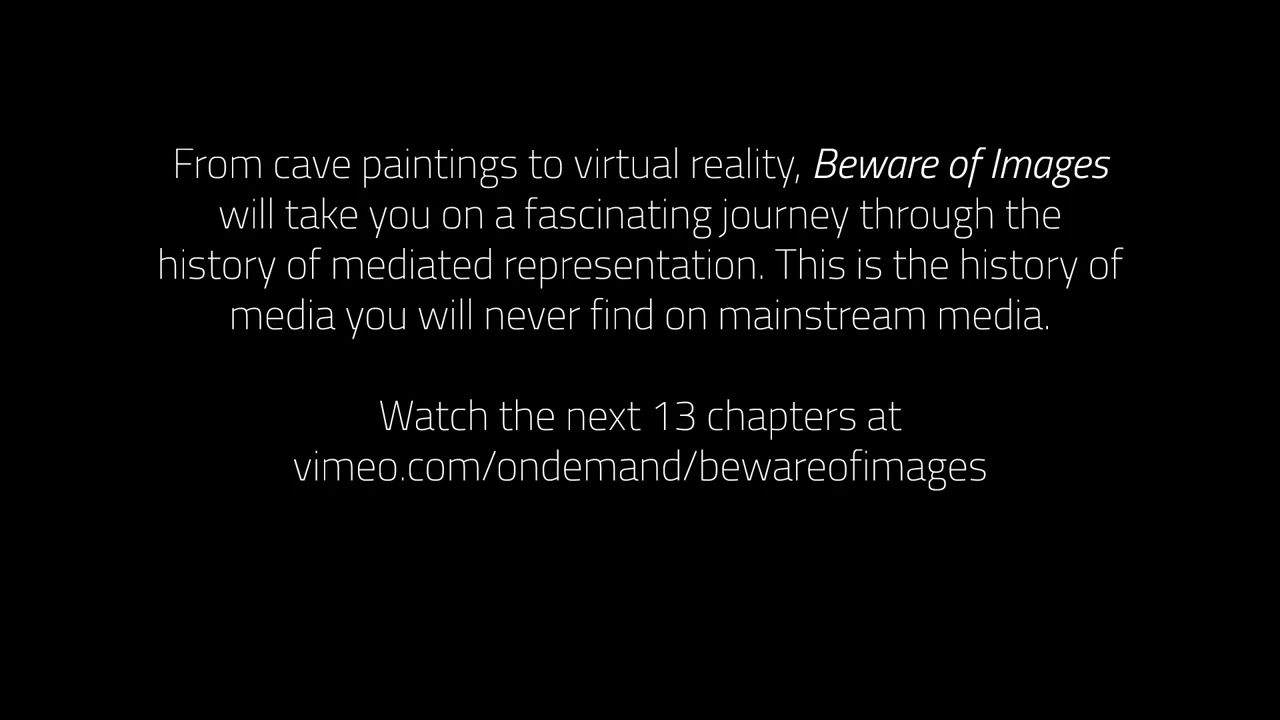 From cave paintings to virtual reality, Beware of Images
will take you on a fascinating journey through the
history of mediated representation. This is the history of
media you will never find on mainstream media.
Watch the next 13 chapters at
vimeo.com/ondemand/bewareofimages